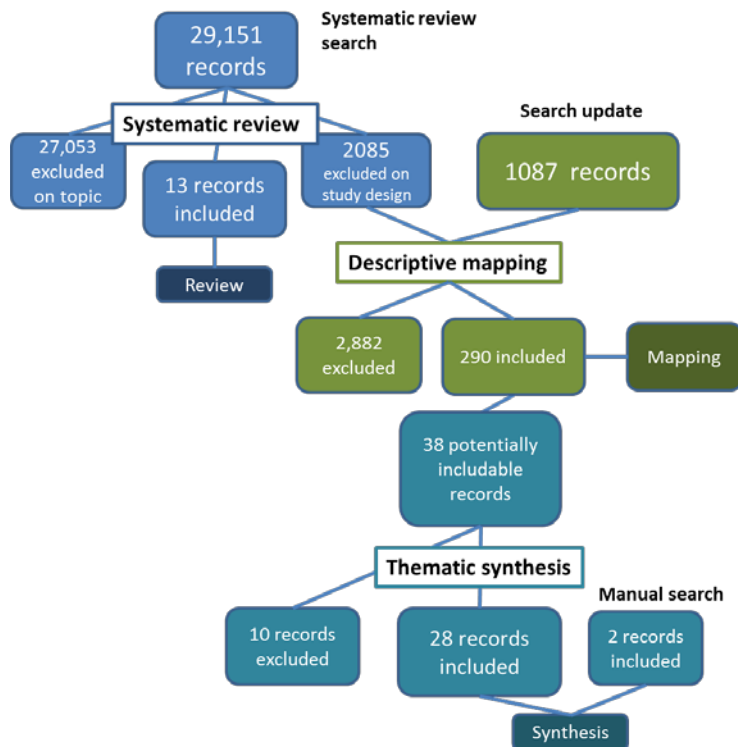 Systematic review
search
29,151
records
Systematic review
27,053
excluded
on topic
13 records
included
2085
excluded on
study design
Review
Search update
1087 records
Descriptive mapping
2,882
excluded
290 included
Mapping
38 potentially
includable
records
Thematic synthesis
Manual search
10 records
excluded
28 records
included
2 records
included
Synthesis